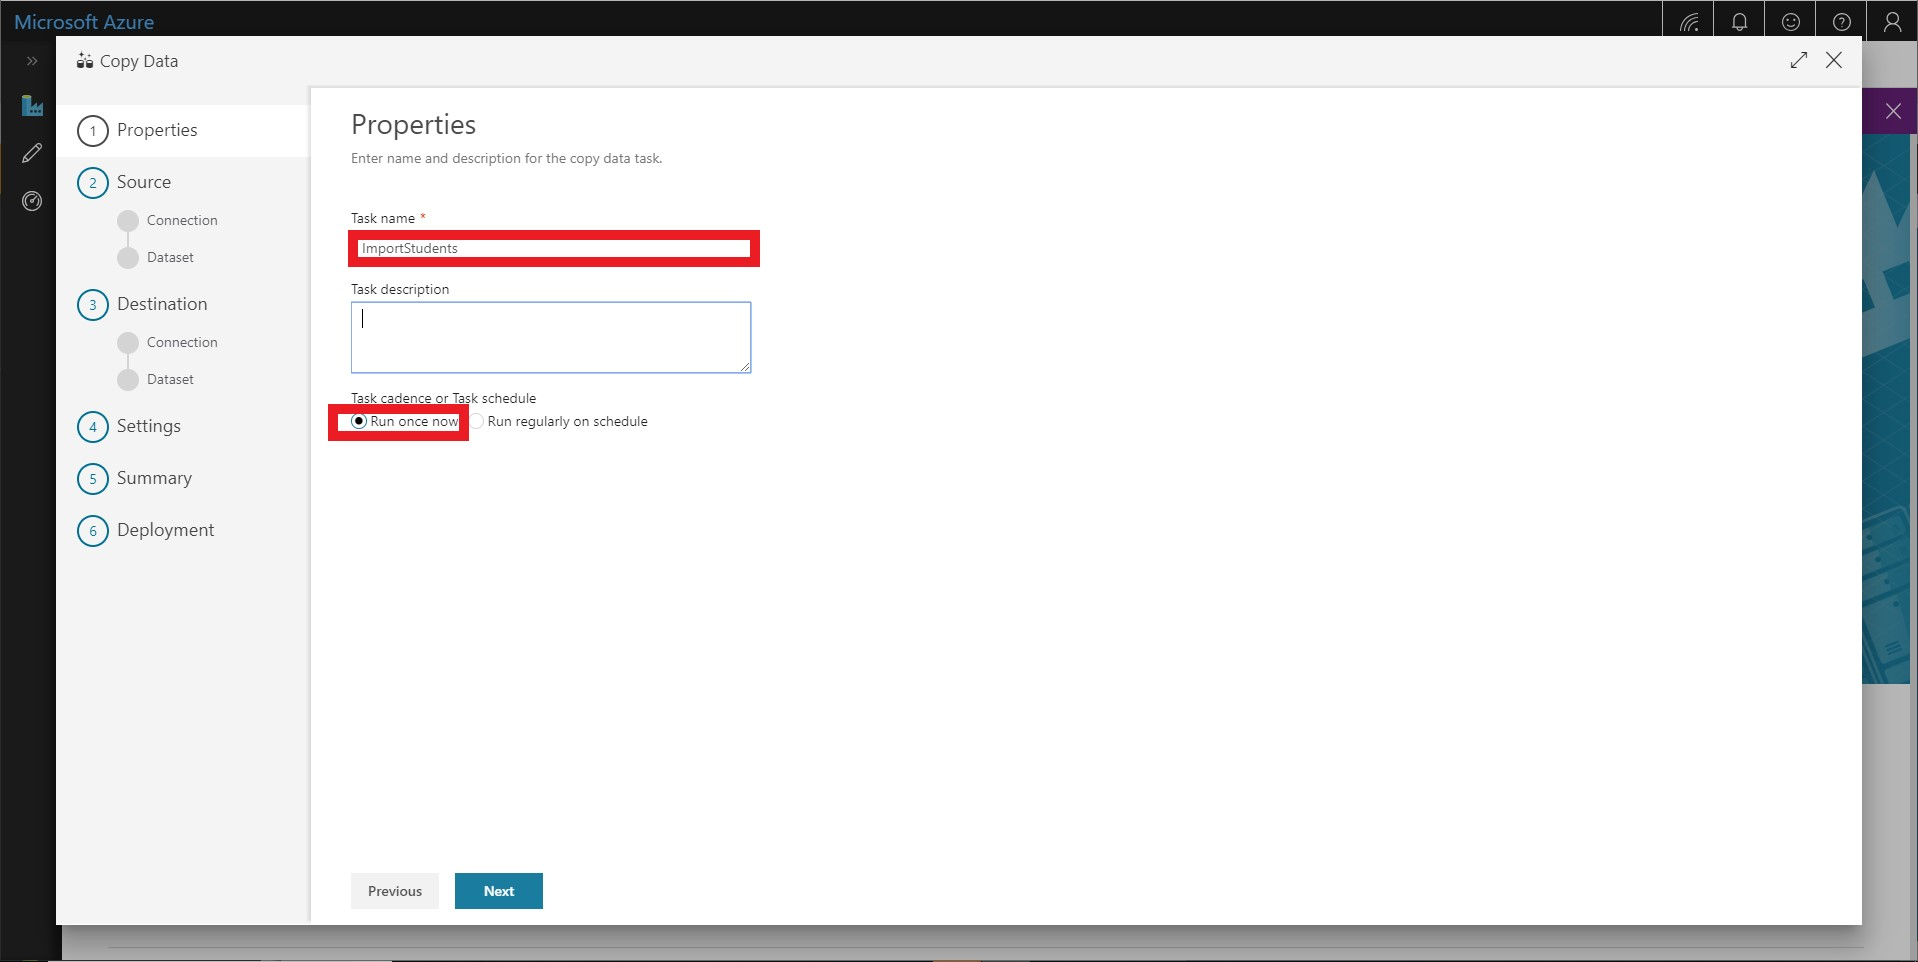 Microsoft Azure
Copy Data
1 Properties
2 Source
Connection
Dataset
3 Destination
Connection
Dataset
4 Settings
5 Summary
6 Deployment
Properties
Enter name and description for the copy data task.
Task name *
ImportStudents
Task description
Task cadence or Task schedule
Run once now Run regularly on schedule
Previous Next